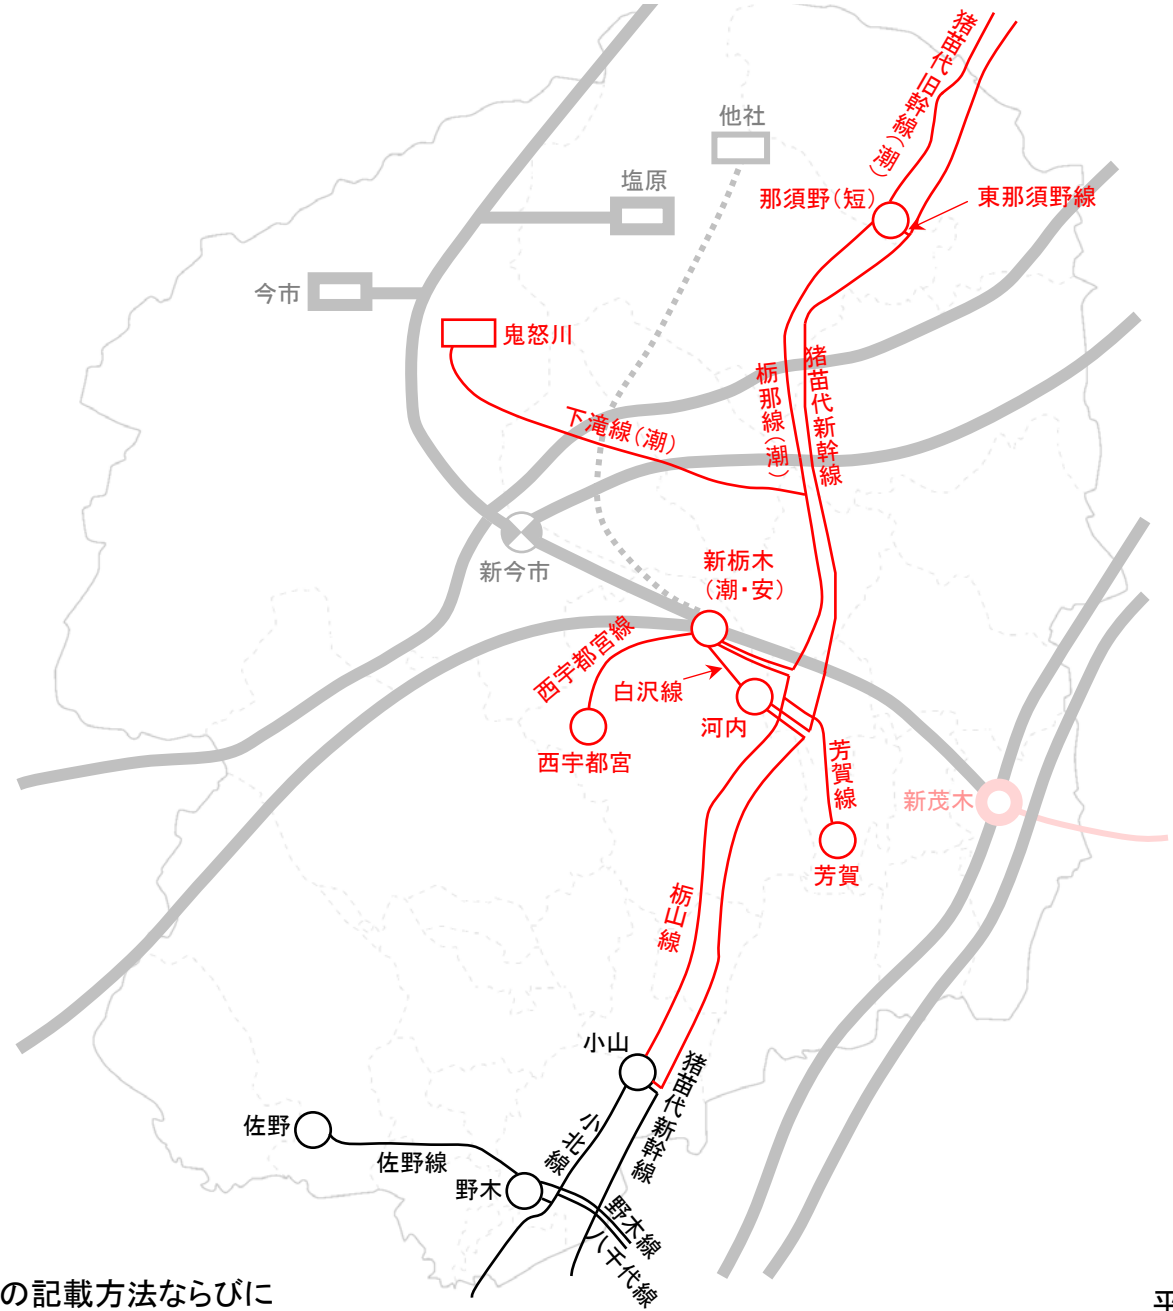 猪苗代旧幹線（潮）
他社
塩原
那須野（短）
東那須野線
今市
鬼怒川
下滝線（潮）
栃那線（潮）
猪苗代新幹線
新今市
新栃木
（潮・安）
西宇都宮線
白沢線
河内
西宇都宮
芳賀線
新茂木
芳賀
栃山線
小山
猪苗代新幹線
佐野
小北線
佐野線
野木
野木線
八千代線
の記載方法ならびに